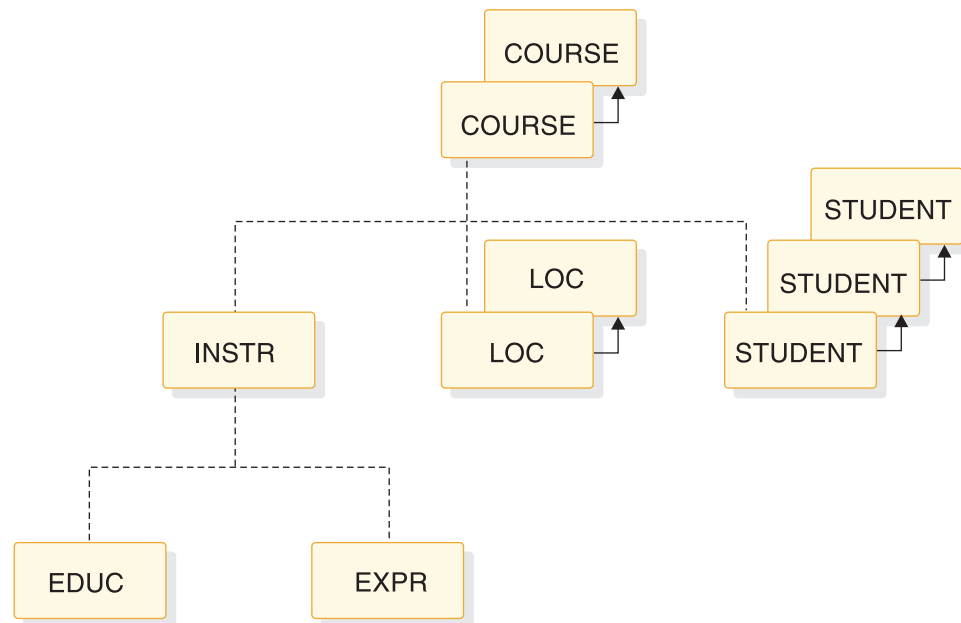 COURSE
COURSE
STUDENT
LOC
STUDENT
INSTR
LOC
STUDENT
EDUC
EXPR